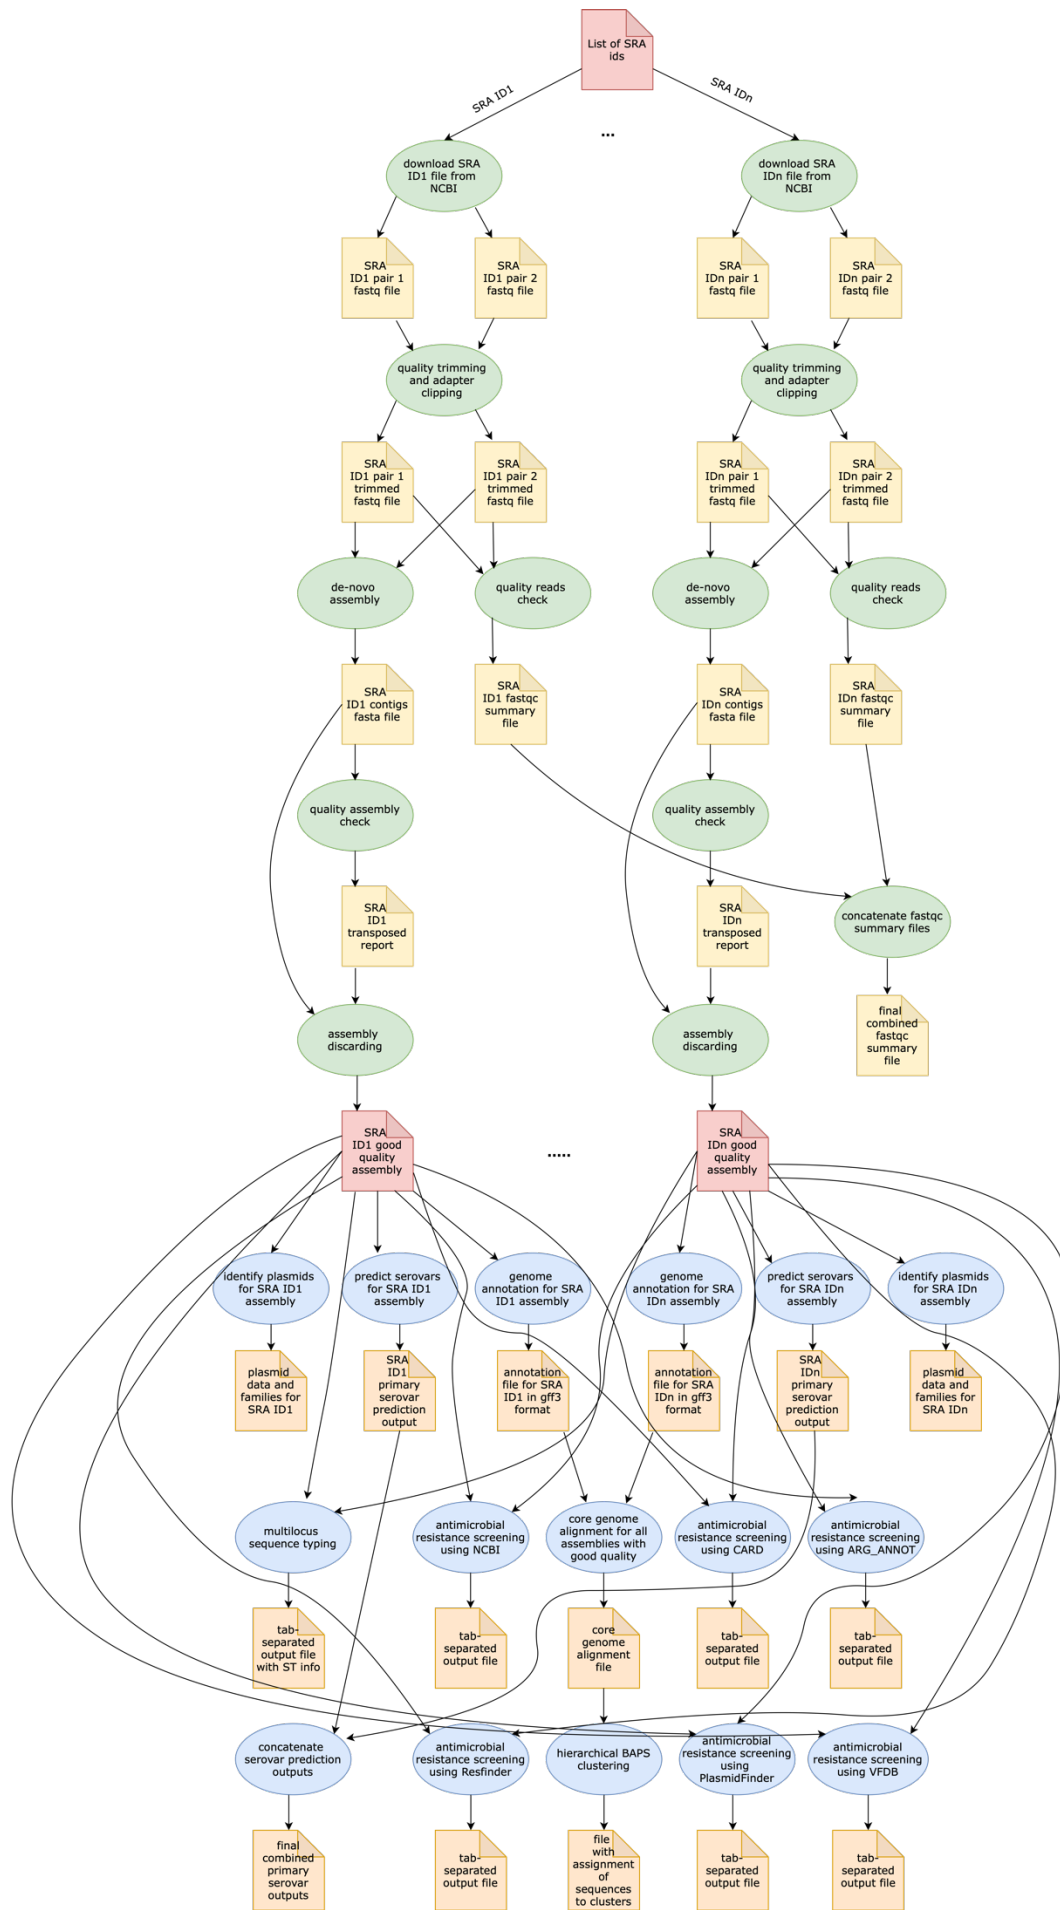 List of SRA
ids
SRA ID1
SRA IDn
...
download SRA
ID1 file from
NCBI
download SRA
IDn file from
NCBI
SRA
ID1 pair 1
fastq file
SRA
ID1 pair 2
fastq file
SRA
IDn pair 1
fastq file
SRA
IDn pair 2
fastq file
quality trimming
and adapter
clipping
quality trimming
and adapter
clipping
SRA
ID1 pair 1
trimmed
fastq file
SRA
ID1 pair 2
trimmed
fastq file
SRA
IDn pair 1
trimmed
fastq file
SRA
IDn pair 2
trimmed
fastq file
de-novo
assembly
quality reads
check
de-novo
assembly
quality reads
check
SRA
ID1 contigs
fasta file
SRA
ID1 fastqc
summary
file
SRA
IDn contigs
fasta file
SRA
IDn fastqc
summary
file
quality assembly
check
quality assembly
check
SRA
ID1
transposed
report
SRA
IDn
transposed
report
concatenate fastqc
summary files
assembly
discarding
assembly
discarding
final
combined
fastqc
summary
file
SRA
ID1 good
quality
assembly
.....
SRA
IDn good
quality
assembly
identify plasmids
for SRA ID1
assembly
predict serovars
for SRA ID1
assembly
genome
annotation for SRA
ID1 assembly
genome
annotation for SRA
IDn assembly
predict serovars
for SRA IDn
assembly
identify plasmids
for SRA IDn
assembly
plasmid
data and
families for
SRA ID1
SRA
ID1
primary
serovar
prediction
output
annotation
file for SRA
ID1 in gff3
format
annotation
file for SRA
IDn in gff3
format
SRA
IDn
primary
serovar
prediction
output
plasmid
data and
families for
SRA IDn
multilocus
sequence typing
antimicrobial
resistance screening
using NCBI
core genome
alignment for all
assemblies with
good quality
antimicrobial
resistance screening
using CARD
antimicrobial
resistance screening
using ARG_ANNOT
tab-
separated
output file
with ST info
tab-
separated
output file
core
genome
alignment
file
tab-
separated
output file
tab-
separated
output file
concatenate
serovar prediction
outputs
antimicrobial
resistance screening
using Resfinder
hierarchical BAPS
clustering
antimicrobial
resistance screening
using
PlasmidFinder
antimicrobial
resistance screening
using VFDB
final
combined
primary
serovar
outputs
tab-
separated
output file
file
with
assignment
of
sequences
to clusters
tab-
separated
output file
tab-
separated
output file